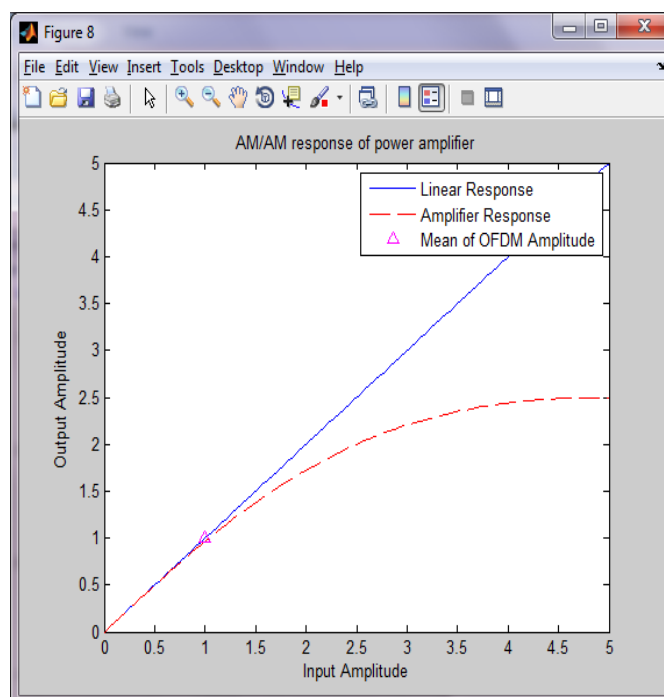 Figure 8
File Edit View Insert Tools Desktop Window Help
AM/AM response of power amplifier
Linear Response
Amplifier Response
Mean of OFDM Amplitude
5
4.5
4
3.5
3
2.5
2
1.5
1
0.5
0
Output Amplitude
0 0.5 1 1.5 2 2.5 3 3.5 4 4.5 5
Input Amplitude